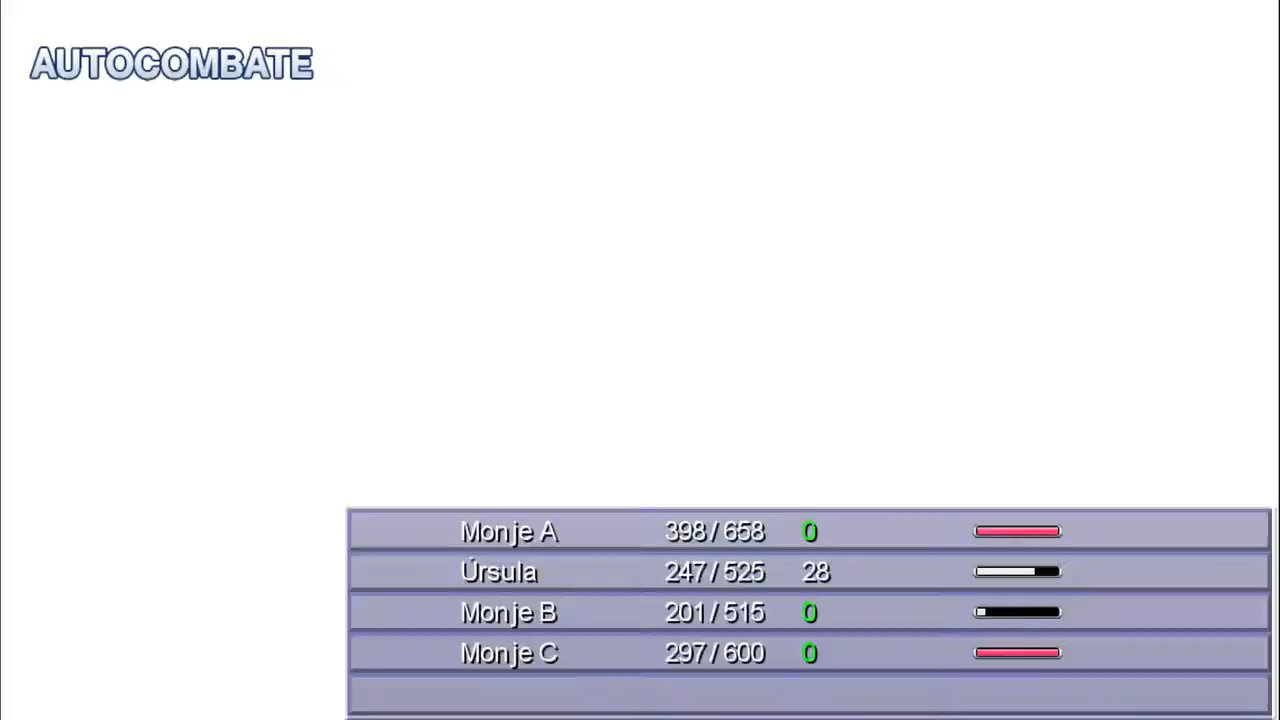 AUTOCOMBATE
Monje A 398/658 0
Úrsula 247/525 28
Monje B 201/515 0
Monje C 297/600 0